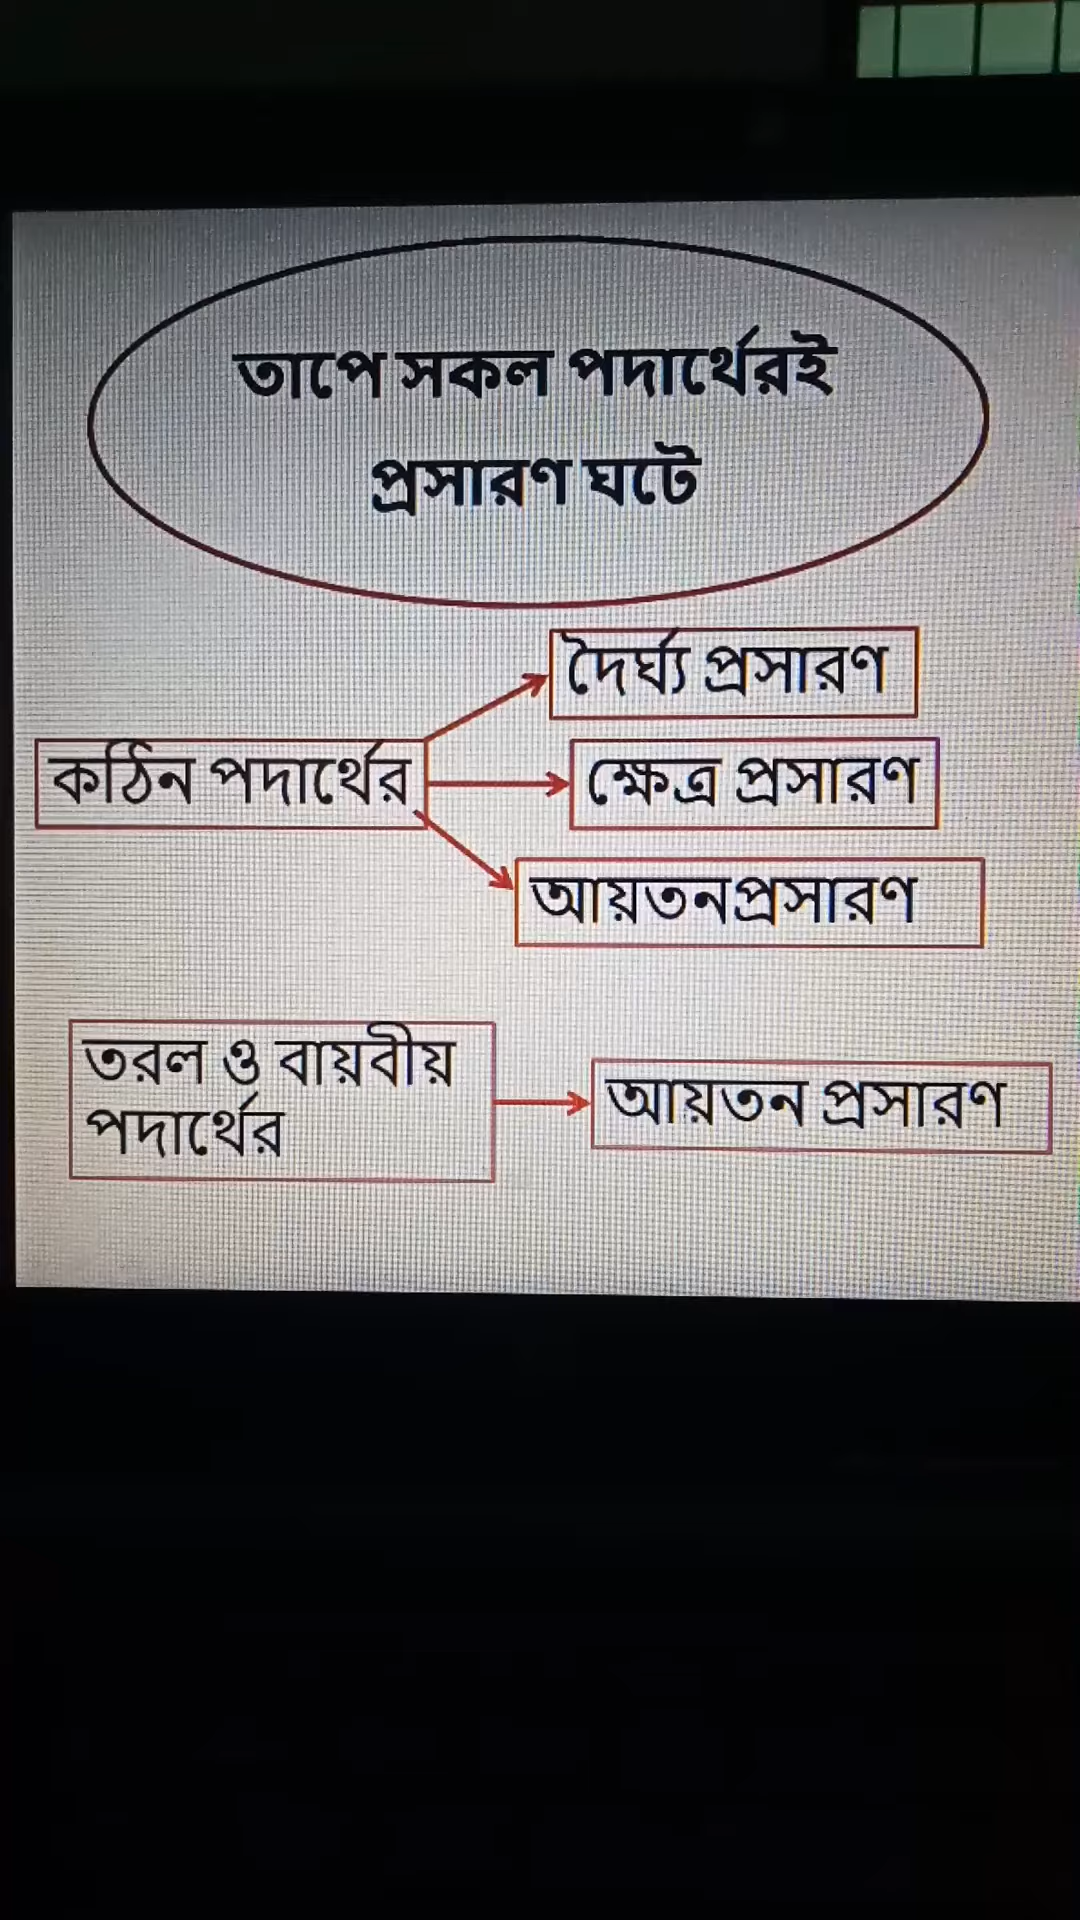 তাপে সকল পদার্থেরই
প্রসারণ ঘটে
দৈর্ঘ্য প্রসারণ
কঠিন পদার্থের
ক্ষেত্র প্রসারণ
আয়তনপ্রসারণ
তরল ও বায়বীয়
পদার্থের
আয়তন প্রসারণ